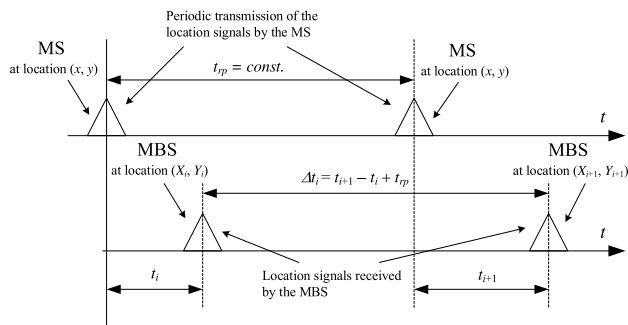 Periodic transmission of the
location signals by the MS
MS
at location (x, y)
MS
at location (x, y)
t_rp = const.
t
MBS
at location (X_i, Y_i)
MBS
at location (X_i+1, Y_i+1)
Δt_i = t_i+1 − t_i + t_rp
t
t_i
Location signals received
by the MBS
t_i+1